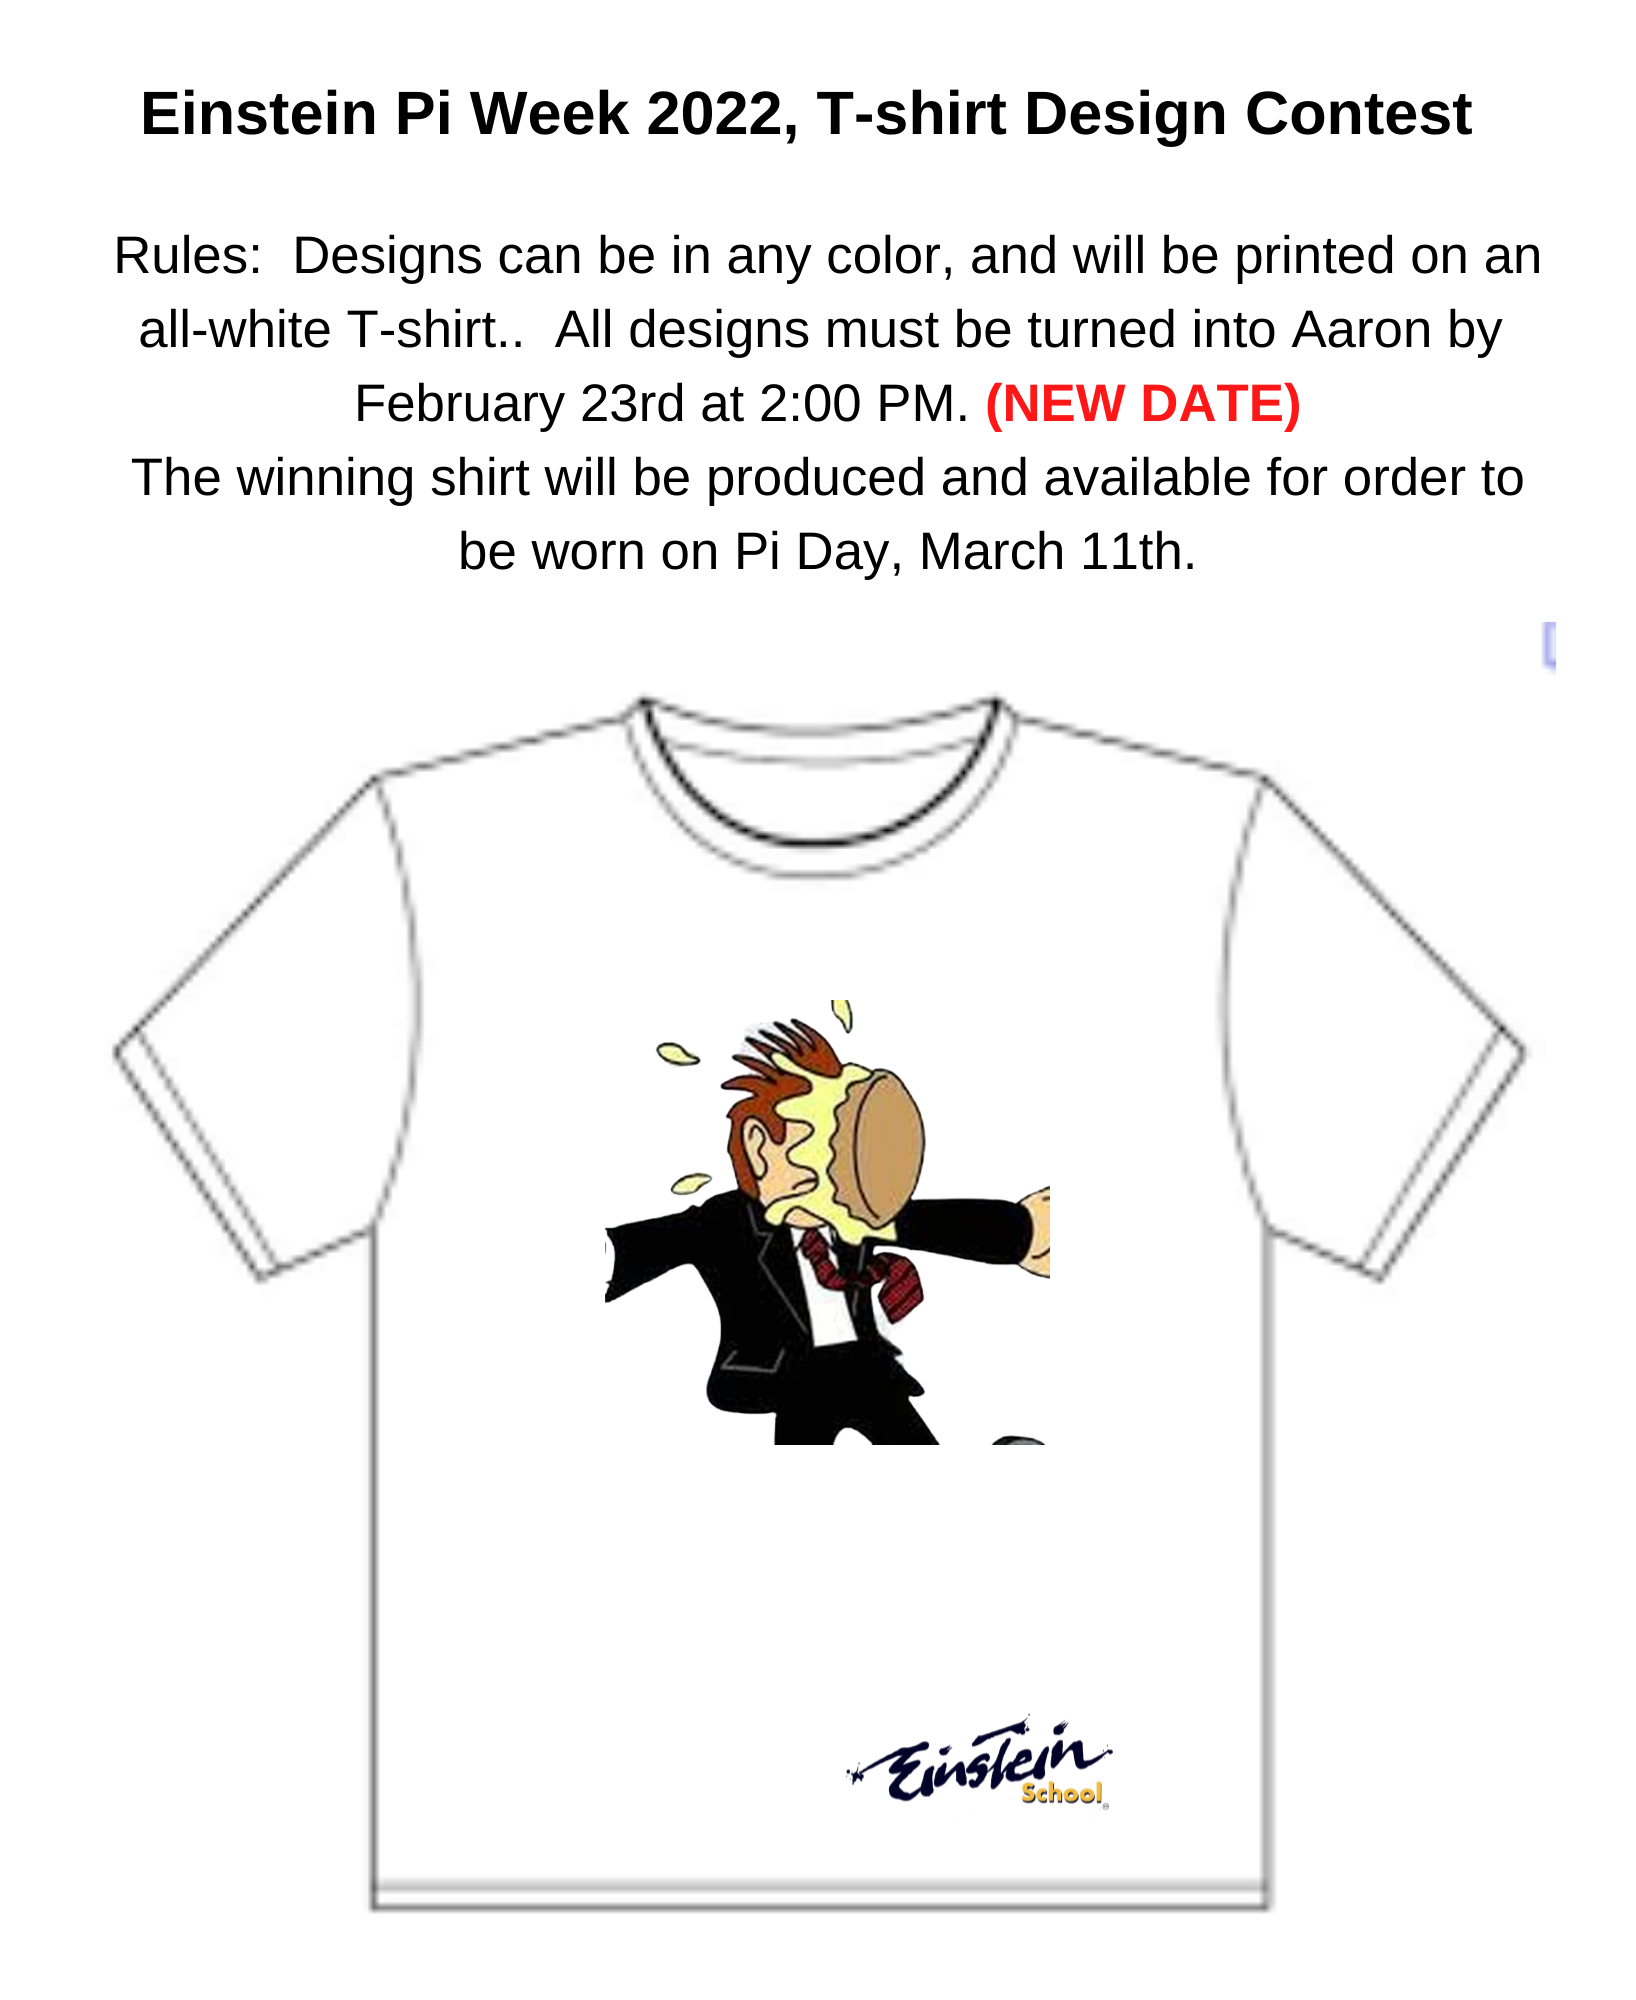 Einstein Pi Week 2022, T-shirt Design Contest
Rules:  Designs can be in any color, and will be printed on an
all-white T-shirt..  All designs must be turned into Aaron by
February 23rd at 2:00 PM. (NEW DATE)
The winning shirt will be produced and available for order to
be worn on Pi Day, March 11th.
Einstein
School